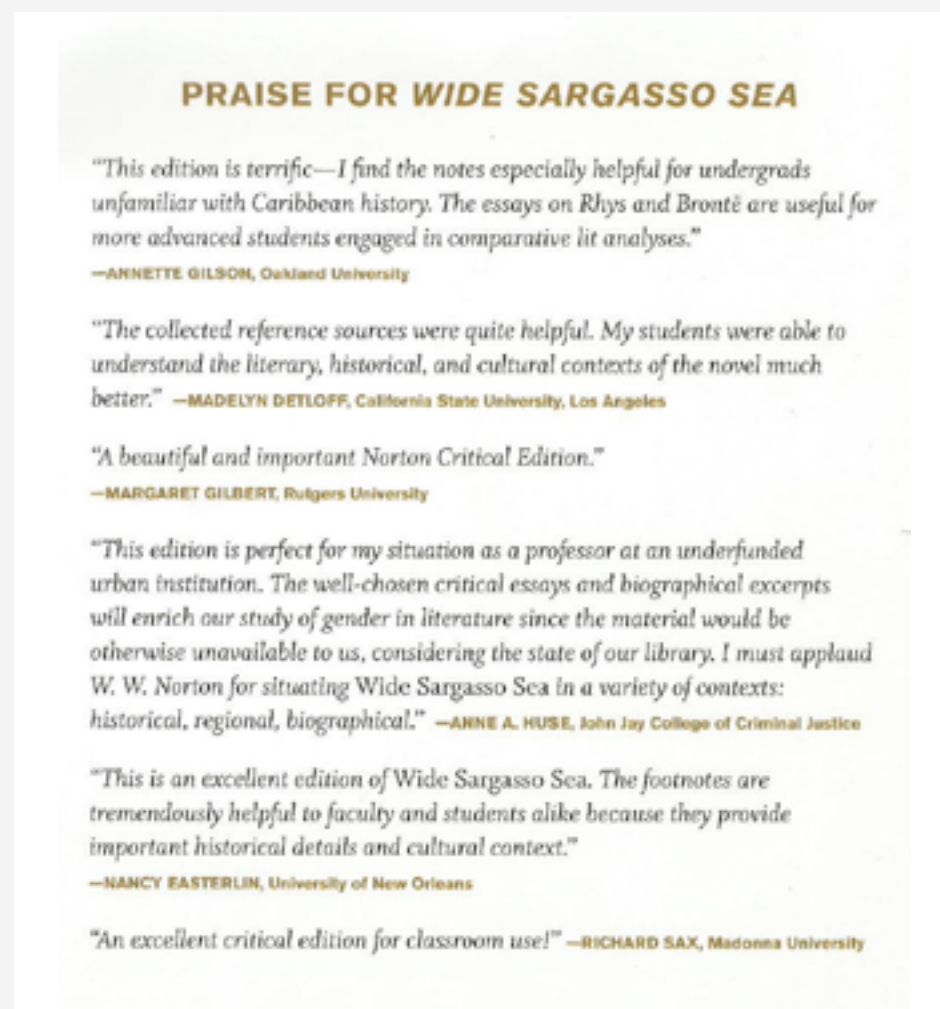 PRAISE FOR WIDE SARGASSO SEA
“This edition is terrific—I find the notes especially helpful for undergrads
unfamiliar with Caribbean history. The essays on Rhys and Brontë are useful for
more advanced students engaged in comparative lit analyses.”
—ANNETTE GILSON, Oakland University
“The collected reference sources were quite helpful. My students were able to
understand the literary, historical, and cultural contexts of the novel much
better.” —MADELYN DETLOFF, California State University, Los Angeles
“A beautiful and important Norton Critical Edition.”
—MARGARET GILBERT, Rutgers University
“This edition is perfect for my situation as a professor at an underfunded
urban institution. The well-chosen critical essays and biographical excerpts
will enrich our study of gender in literature since the material would be
otherwise unavailable to us, considering the state of our library. I must applaud
W. W. Norton for situating Wide Sargasso Sea in a variety of contexts:
historical, regional, biographical.” —ANNE A. HUSE, John Jay College of Criminal Justice
“This is an excellent edition of Wide Sargasso Sea. The footnotes are
tremendously helpful to faculty and students alike because they provide
important historical details and cultural context.”
—NANCY EASTERLIN, University of New Orleans
“An excellent critical edition for classroom use!” —RICHARD SAX, Madonna University